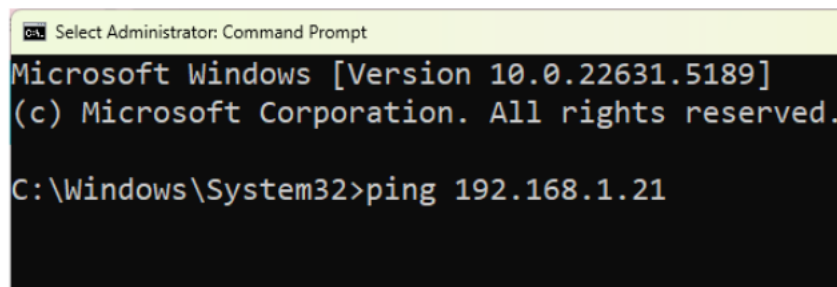 Select Administrator: Command Prompt
Microsoft Windows [Version 10.0.22631.5189]
(c) Microsoft Corporation. All rights reserved.
C:\Windows\System32>ping 192.168.1.21